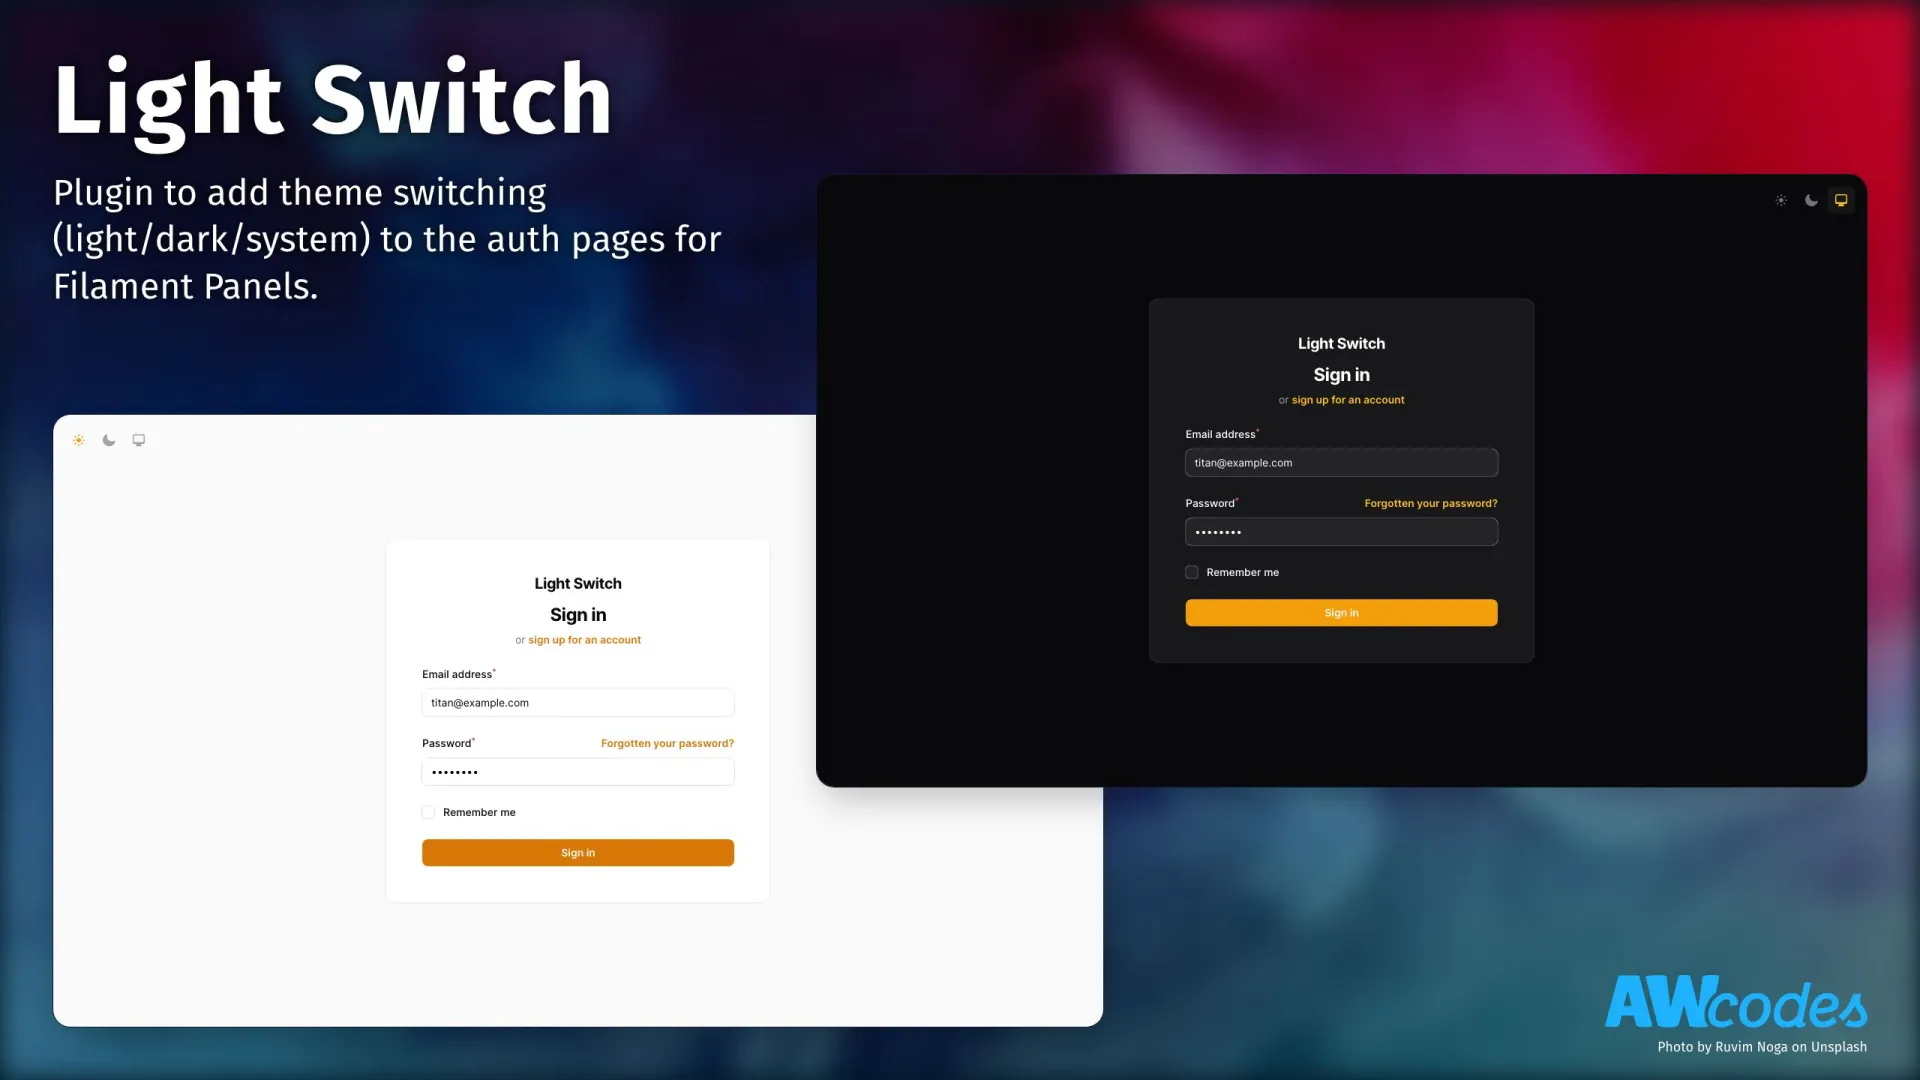 Light Switch
Plugin to add theme switching
(light/dark/system) to the auth pages for
Filament Panels.
Light Switch
Sign in
or sign up for an account
Email address*
titan@example.com
Password* Forgotten your password?
••••••••
Remember me
Sign in
Light Switch
Sign in
or sign up for an account
Email address*
titan@example.com
Password* Forgotten your password?
••••••••
Remember me
Sign in
AWcodes
Photo by Ruvim Noga on Unsplash